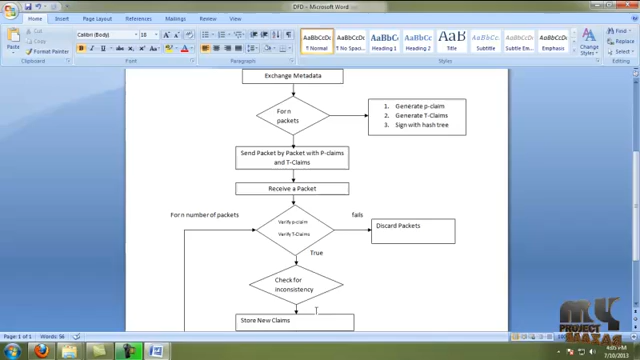 DFD - Microsoft Word
Home Insert Page Layout References Mailings Review View
Cut
Copy
Format Painter
Paste
Clipboard
Calibri (Body) 18
Font
Paragraph
AaBbCcDc AaBbCcDc AaBbC AaBbCc AaB AaBbCc. AaBbCcDc AaBbCcDc
¶ Normal ¶ No Spaci... Heading 1 Heading 2 Title Subtitle Subtle Em... Emphasis
Styles
Change Styles
Find
Replace
Select
Editing
Exchange Metadata
For n
packets
1. Generate p-claim
2. Generate T-Claims
3. Sign with hash tree
Send Packet by Packet with P-claims
and T-Claims
Receive a Packet
For n number of packets
fails
Verify p-claim
Verify T-Claims
Discard Packets
True
Check for
inconsistency
Store New Claims
MY
PROJECT
BAZAAR
Page: 1 of 1 Words: 56
4:05 PM
7/10/2015